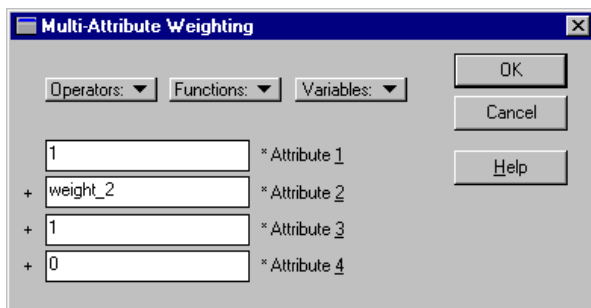 Multi-Attribute Weighting
Operators: Functions: Variables:
OK
Cancel
Help
1 * Attribute 1
+ weight_2 * Attribute 2
+ 1 * Attribute 3
+ 0 * Attribute 4